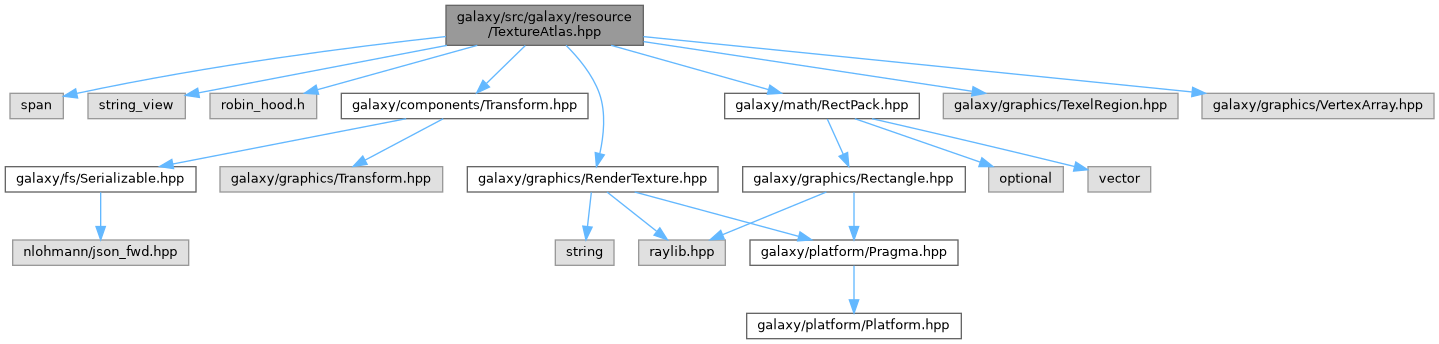 galaxy/src/galaxy/resource
/TextureAtlas.hpp
span
string_view
robin_hood.h
galaxy/components/Transform.hpp
galaxy/math/RectPack.hpp
galaxy/graphics/TexelRegion.hpp
galaxy/graphics/VertexArray.hpp
galaxy/fs/Serializable.hpp
galaxy/graphics/Transform.hpp
galaxy/graphics/RenderTexture.hpp
galaxy/graphics/Rectangle.hpp
optional
vector
nlohmann/json_fwd.hpp
string
raylib.hpp
galaxy/platform/Pragma.hpp
galaxy/platform/Platform.hpp